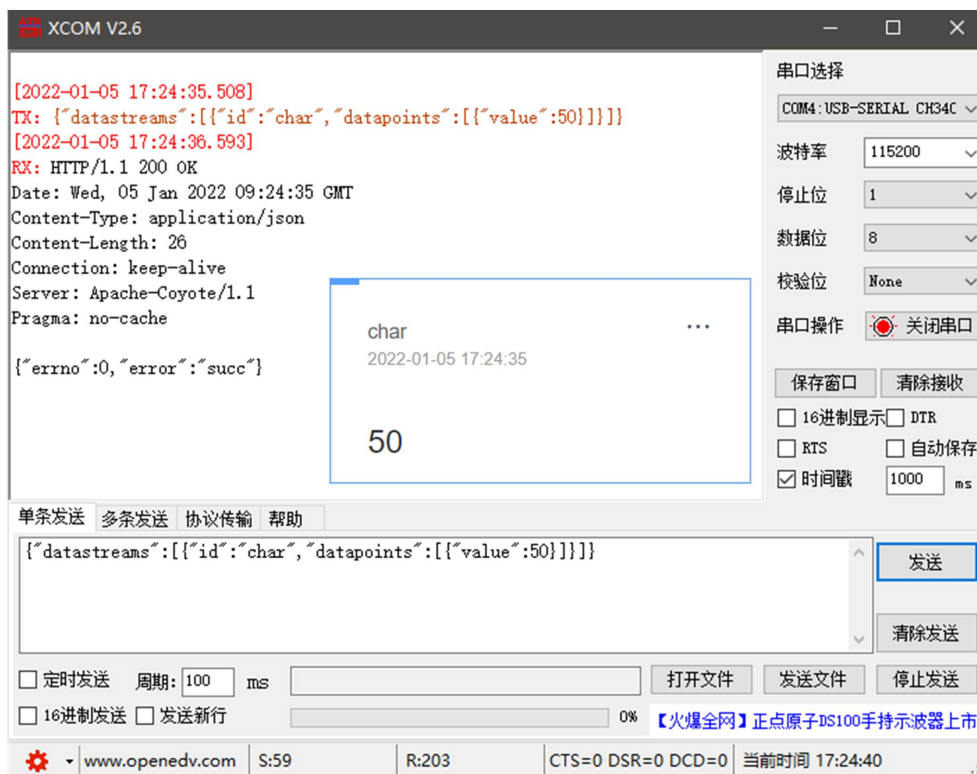 XCOM V2.6
[2022-01-05 17:24:35.508]
TX: {"datastreams":[{"id":"char","datapoints":[{"value":50}]}]}
[2022-01-05 17:24:36.593]
RX: HTTP/1.1 200 OK
Date: Wed, 05 Jan 2022 09:24:35 GMT
Content-Type: application/json
Content-Length: 26
Connection: keep-alive
Server: Apache-Coyote/1.1
Pragma: no-cache
{"errno":0,"error":"succ"}
char
...
2022-01-05 17:24:35
50
串口选择
COM4:USB-SERIAL CH34C
波特率 115200
停止位 1
数据位 8
校验位 None
串口操作 关闭串口
保存窗口 清除接收
16进制显示 DTR
RTS 自动保存
时间戳 1000 ms
单条发送 多条发送 协议传输 帮助
{"datastreams":[{"id":"char","datapoints":[{"value":50}]}]}
发送
清除发送
定时发送 周期: 100 ms 打开文件 发送文件 停止发送
16进制发送 发送新行 0% 【火爆全网】正点原子DS100手持示波器上市
www.openedv.com S:59 R:203 CTS=0 DSR=0 DCD=0 当前时间 17:24:40